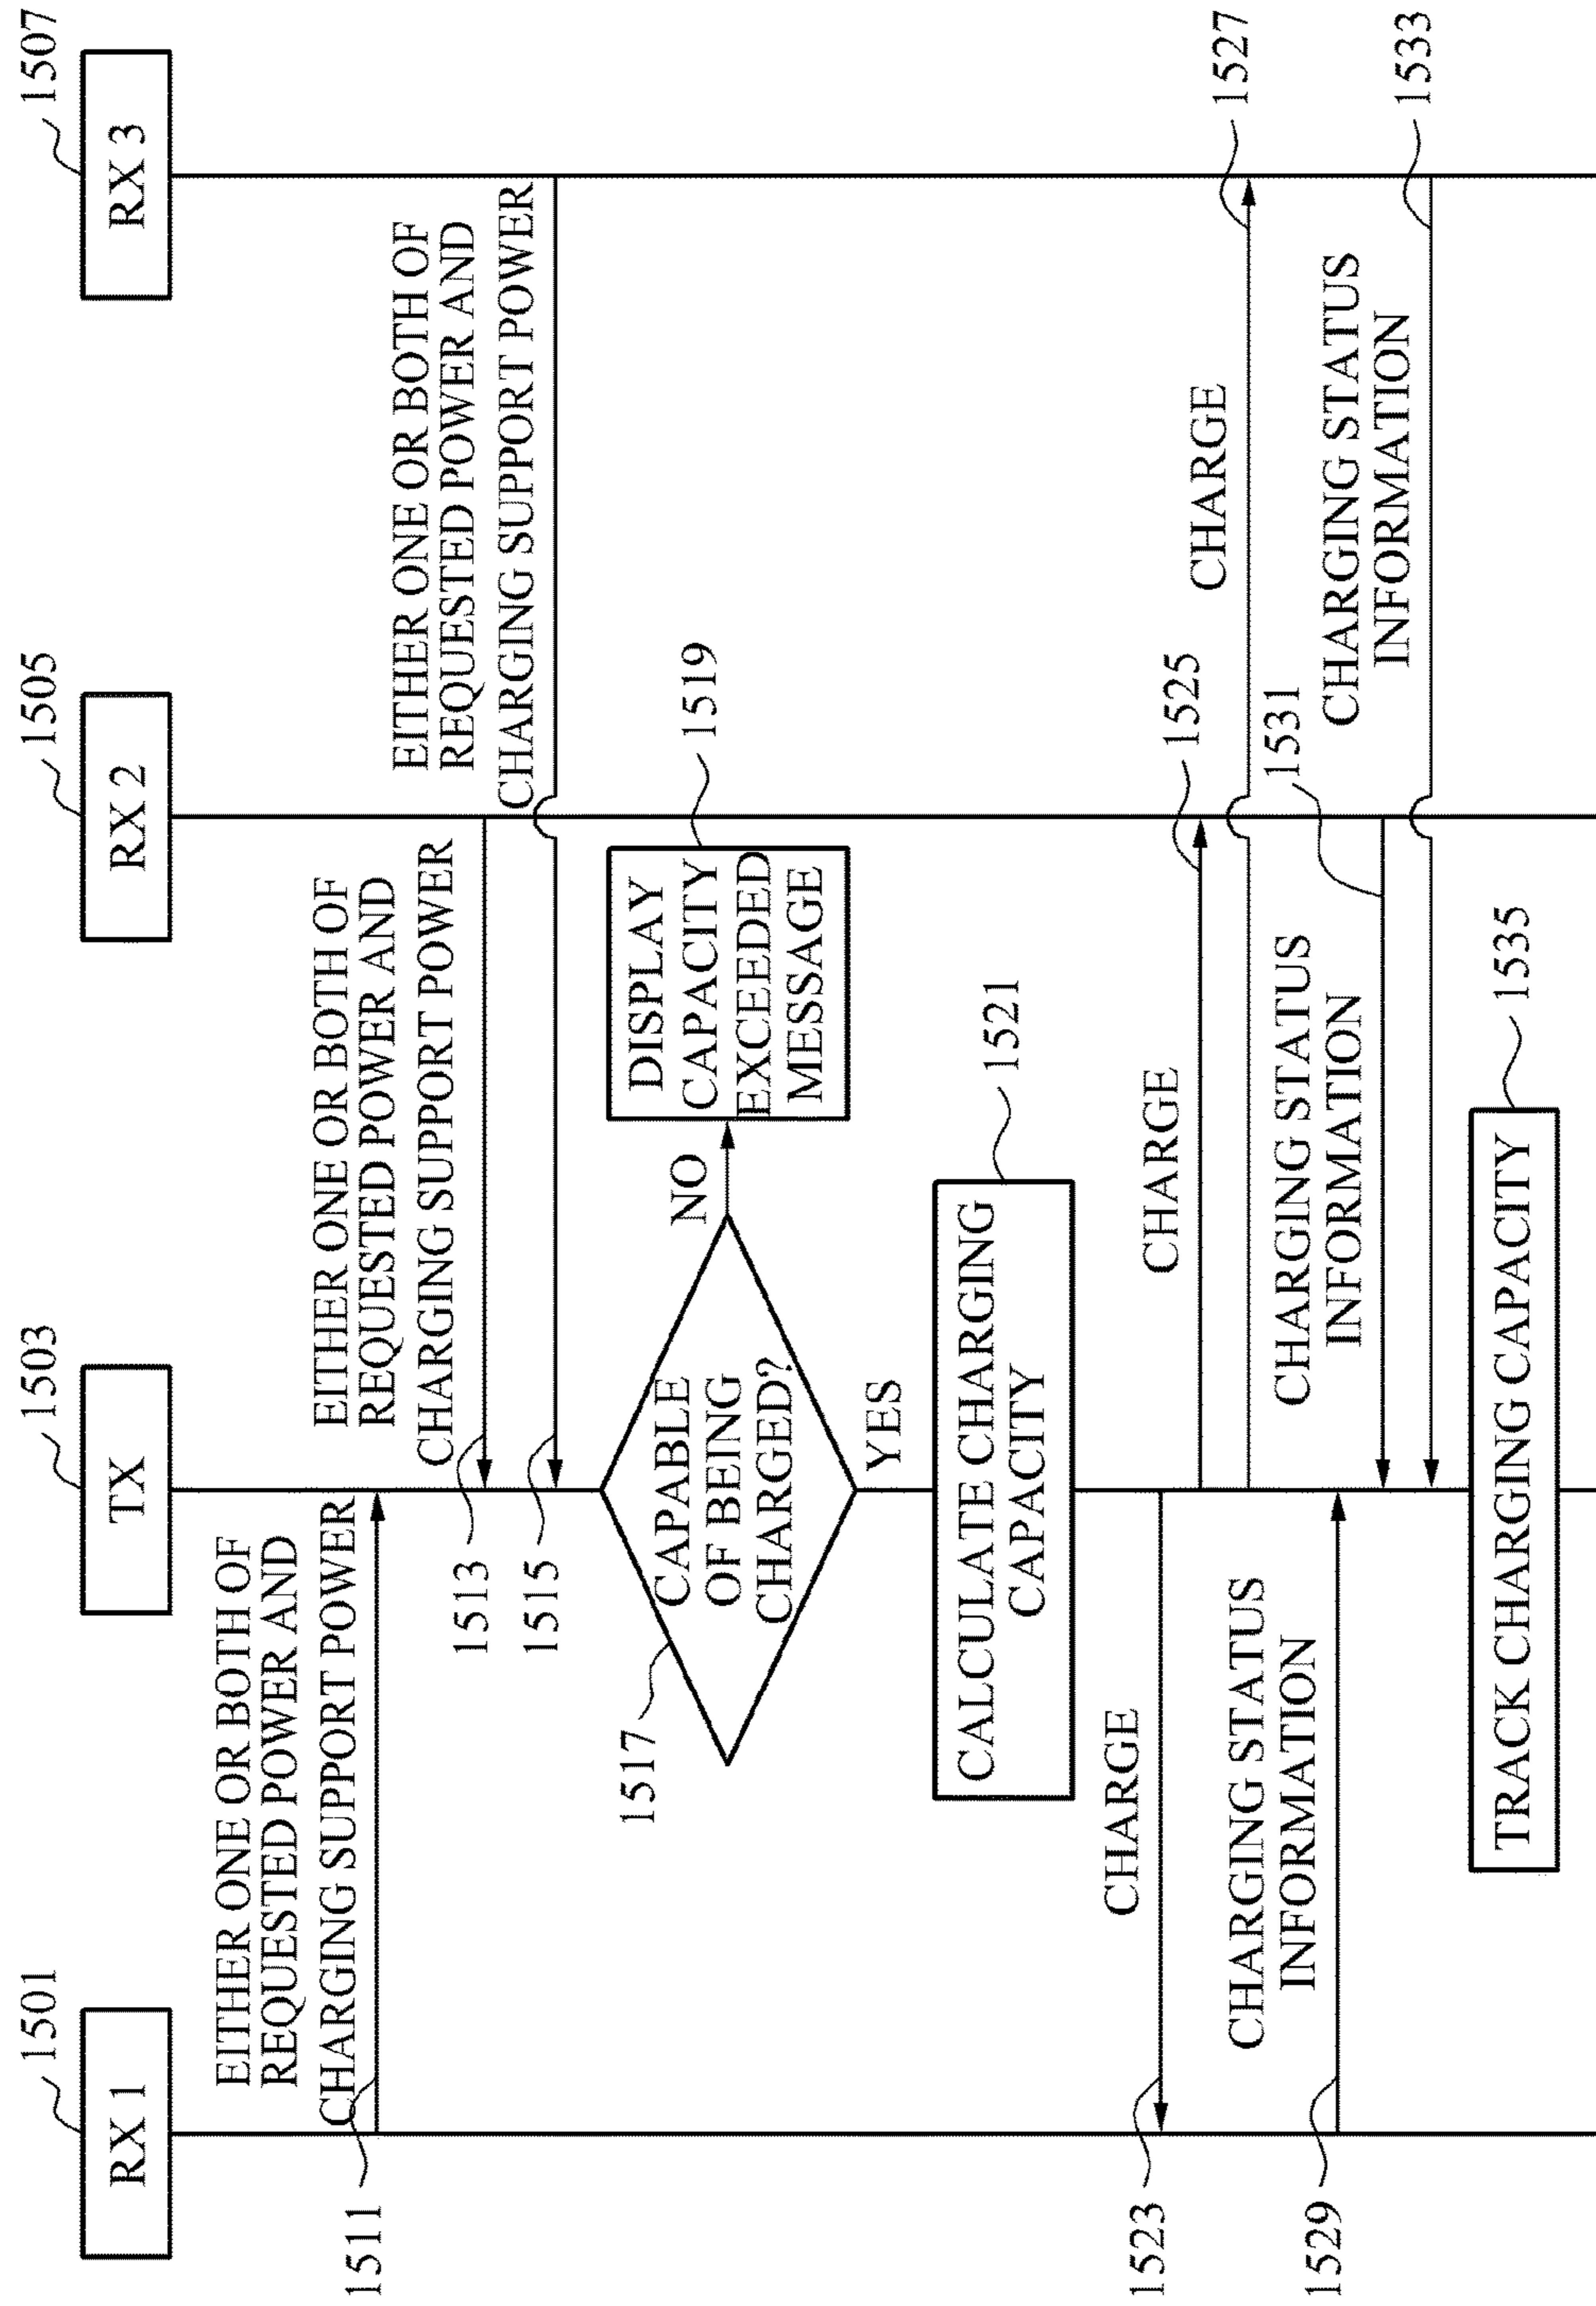 1501
1503
1505
1507
RX 1
TX
RX 2
RX 3
EITHER ONE OR BOTH OF
REQUESTED POWER AND
CHARGING SUPPORT POWER
1511
EITHER ONE OR BOTH OF
REQUESTED POWER AND
CHARGING SUPPORT POWER
1513
EITHER ONE OR BOTH OF
REQUESTED POWER AND
CHARGING SUPPORT POWER
1515
1517
CAPABLE
OF BEING
CHARGED?
NO
1519
DISPLAY
CAPACITY
EXCEEDED
MESSAGE
YES
CALCULATE CHARGING
CAPACITY
1521
CHARGE
1523
CHARGE
1525
CHARGE
1527
CHARGING STATUS
INFORMATION
1529
CHARGING STATUS
INFORMATION
1531
CHARGING STATUS
INFORMATION
1533
TRACK CHARGING CAPACITY
1535